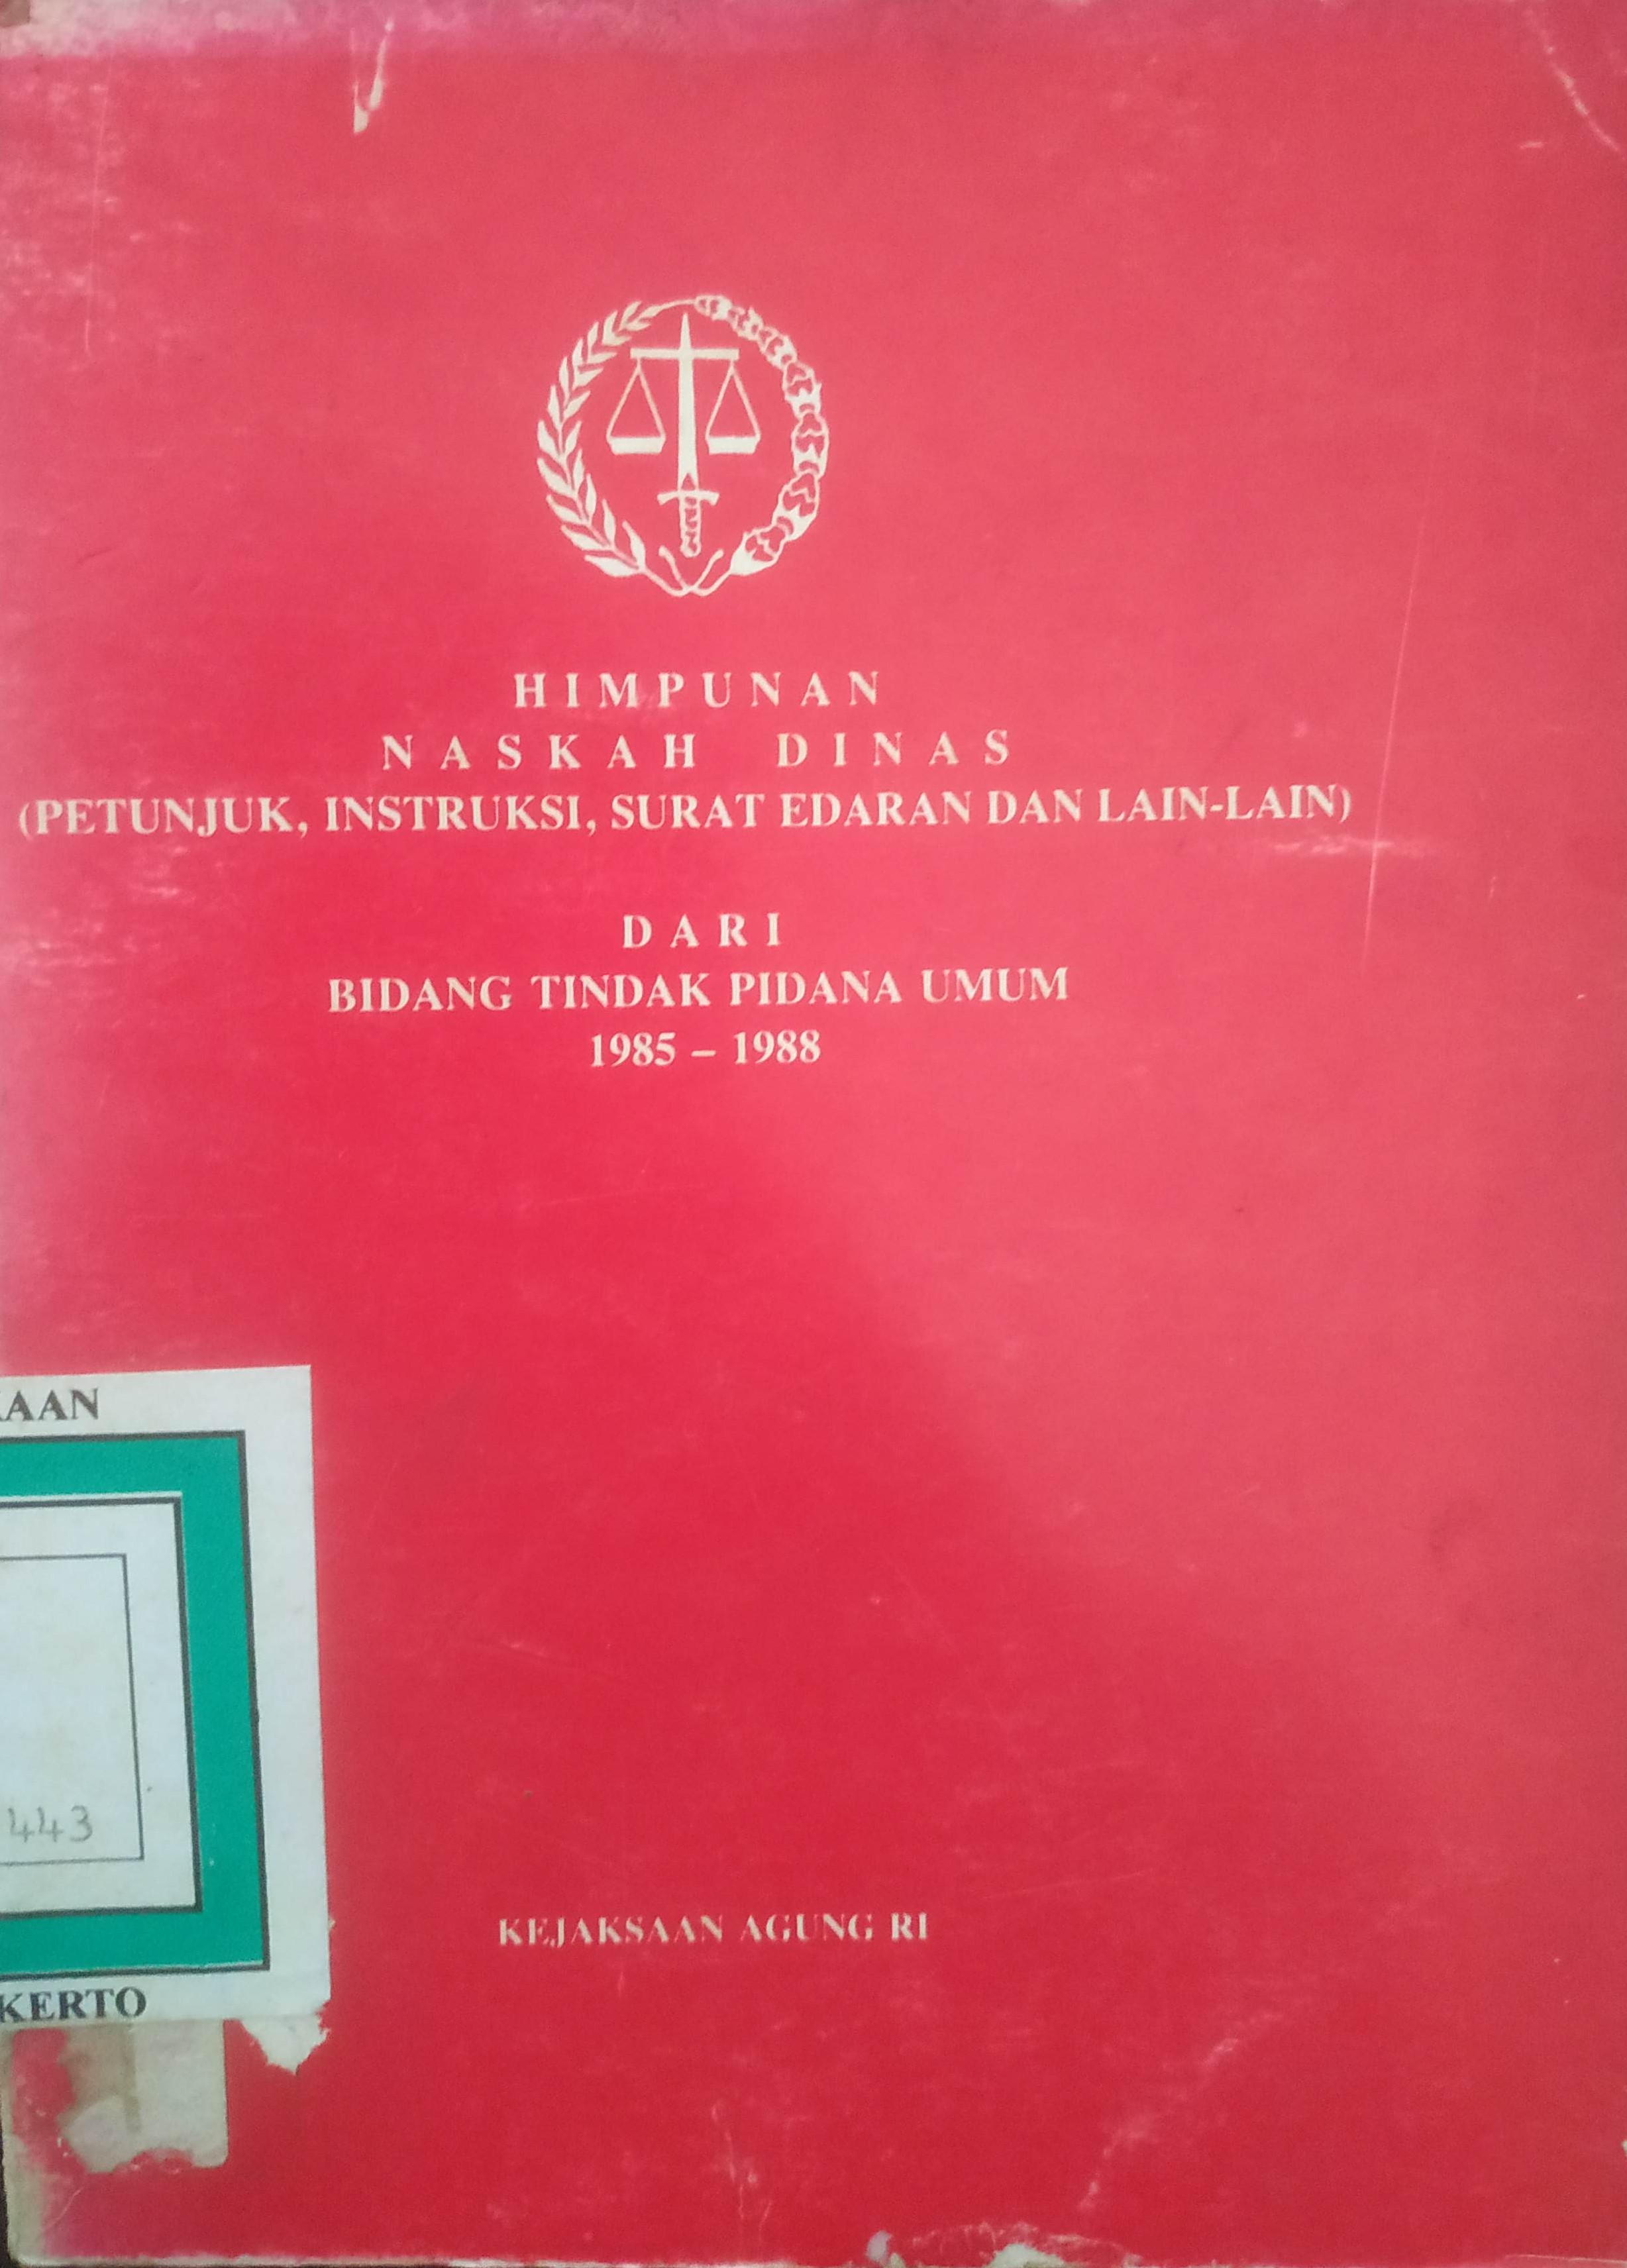 HIMPUNAN
NASKAH DINAS
(PETUNJUK, INSTRUKSI, SURAT EDARAN DAN LAIN-LAIN)
DARI
BIDANG TINDAK PIDANA UMUM
1985 – 1988
KAAN
443
KEJAKSAAN AGUNG RI
KERTO